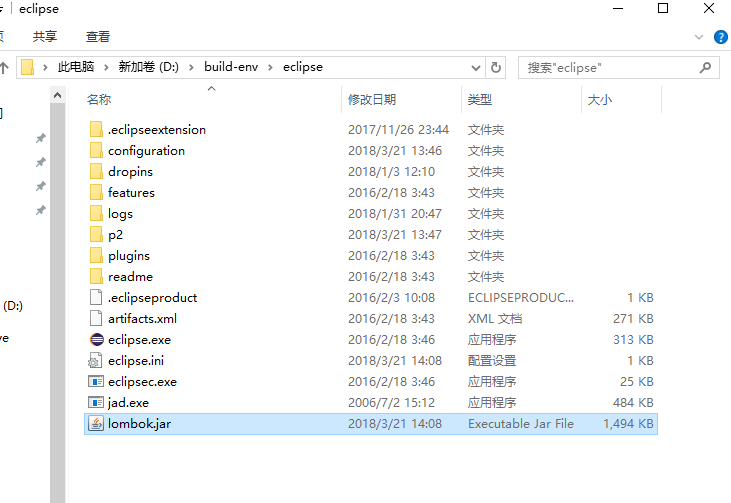 eclipse
共享 查看
此电脑 新加卷 (D:) build-env eclipse 搜索"eclipse"
名称 修改日期 类型 大小
.eclipseextension 2017/11/26 23:44 文件夹
configuration 2018/3/21 13:46 文件夹
dropins 2018/1/3 12:10 文件夹
features 2016/2/18 3:43 文件夹
logs 2018/1/31 20:47 文件夹
p2 2018/3/21 13:47 文件夹
plugins 2016/2/18 3:43 文件夹
readme 2016/2/18 3:43 文件夹
.eclipseproduct 2016/2/3 10:08 ECLIPSEPRODUC... 1 KB
(D:)
artifacts.xml 2016/2/18 3:43 XML 文档 271 KB
eclipse.exe 2016/2/18 3:46 应用程序 313 KB
eclipse.ini 2018/3/21 14:08 配置设置 1 KB
eclipsec.exe 2016/2/18 3:46 应用程序 25 KB
jad.exe 2006/7/2 15:12 应用程序 484 KB
lombok.jar 2018/3/21 14:08 Executable Jar File 1,494 KB